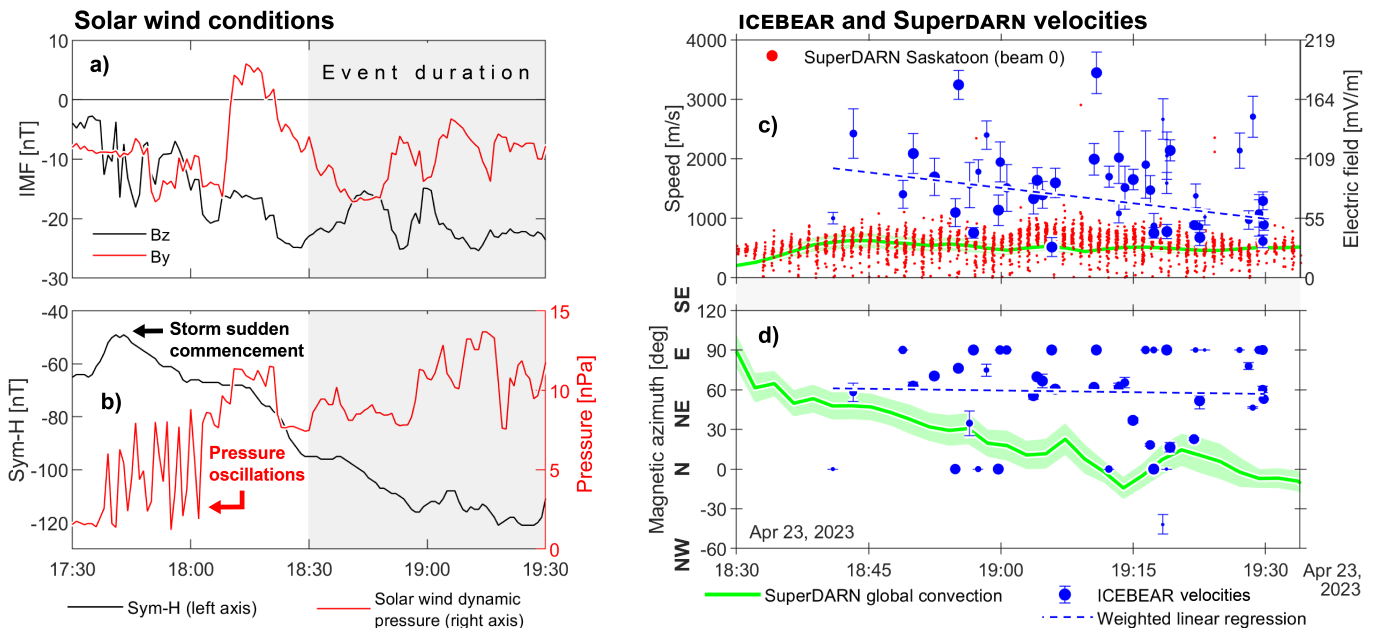 Solar wind conditions
10
0
-10
-20
-30
IMF [nT]
a)
Event duration
Bz
By
-40
-60
-80
-100
-120
Sym-H [nT]
b)
Storm sudden
commencement
Pressure
oscillations
15
10
5
0
Pressure [nPa]
17:30
18:00
18:30
19:00
19:30
Sym-H (left axis)
Solar wind dynamic
pressure (right axis)
ICEBEAR and SuperDARN velocities
4000
3000
2000
1000
0
Speed [m/s]
SuperDARN Saskatoon (beam 0)
c)
219
164
109
55
0
Electric field [mV/m]
SE
E
NE
N
NW
120
90
60
30
0
-30
-60
Magnetic azimuth [deg]
d)
Apr 23, 2023
18:30
18:45
19:00
19:15
19:30
Apr 23,
2023
SuperDARN global convection
ICEBEAR velocities
Weighted linear regression